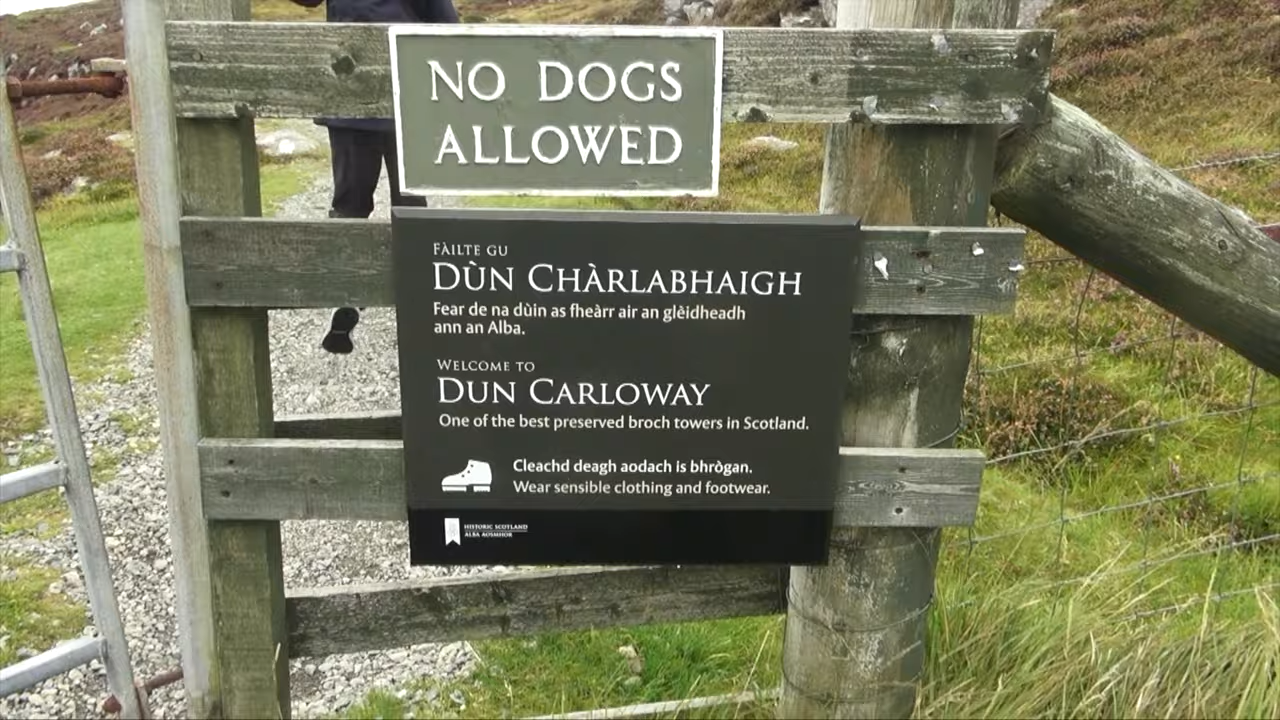 NO DOGS
ALLOWED
FÀILTE GU
DÙN CHÀRLABHAIGH
Fear de na dùin as fheàrr air an glèidheadh
ann an Alba.
WELCOME TO
DUN CARLOWAY
One of the best preserved broch towers in Scotland.
Cleachd deagh aodach is bhrògan.
Wear sensible clothing and footwear.
HISTORIC SCOTLAND
ALBA AOSMHOR